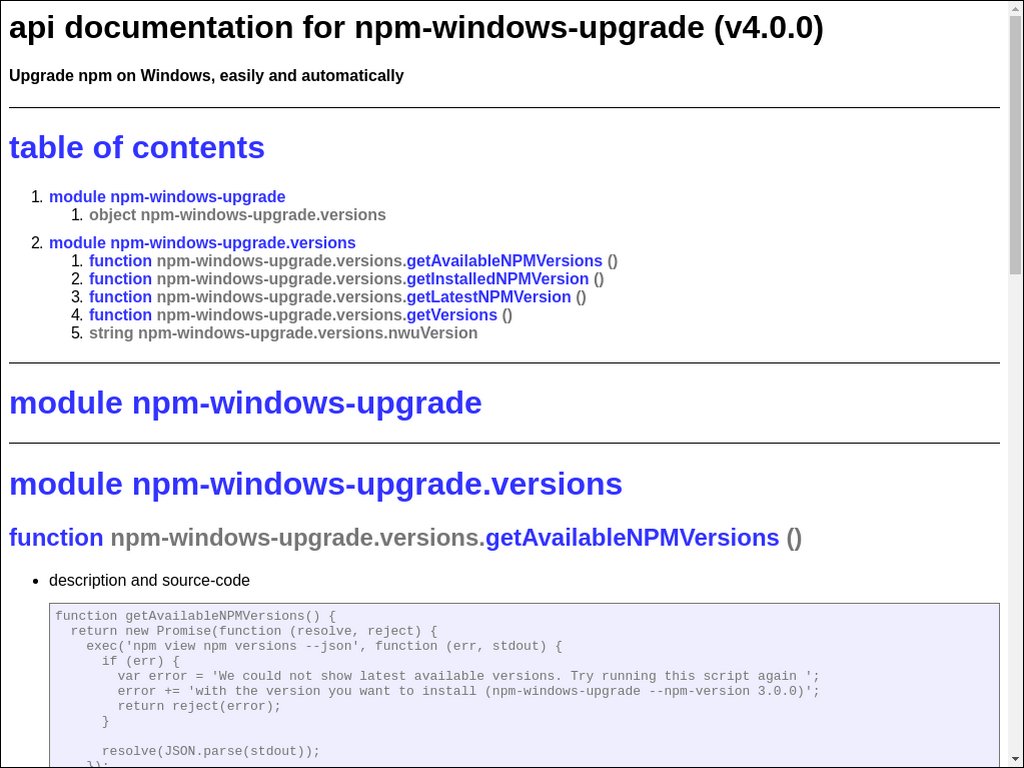 api documentation for npm-windows-upgrade (v4.0.0)
Upgrade npm on Windows, easily and automatically
table of contents
1. module npm-windows-upgrade
1. object npm-windows-upgrade.versions
2. module npm-windows-upgrade.versions
1. function npm-windows-upgrade.versions.getAvailableNPMVersions ()
2. function npm-windows-upgrade.versions.getInstalledNPMVersion ()
3. function npm-windows-upgrade.versions.getLatestNPMVersion ()
4. function npm-windows-upgrade.versions.getVersions ()
5. string npm-windows-upgrade.versions.nwuVersion
module npm-windows-upgrade
module npm-windows-upgrade.versions
function npm-windows-upgrade.versions.getAvailableNPMVersions ()
• description and source-code
function getAvailableNPMVersions() {
  return new Promise(function (resolve, reject) {
    exec('npm view npm versions --json', function (err, stdout) {
      if (err) {
        var error = 'We could not show latest available versions. Try running this script again ';
        error += 'with the version you want to install (npm-windows-upgrade --npm-version 3.0.0)';
        return reject(error);
      }
      resolve(JSON.parse(stdout));
    });